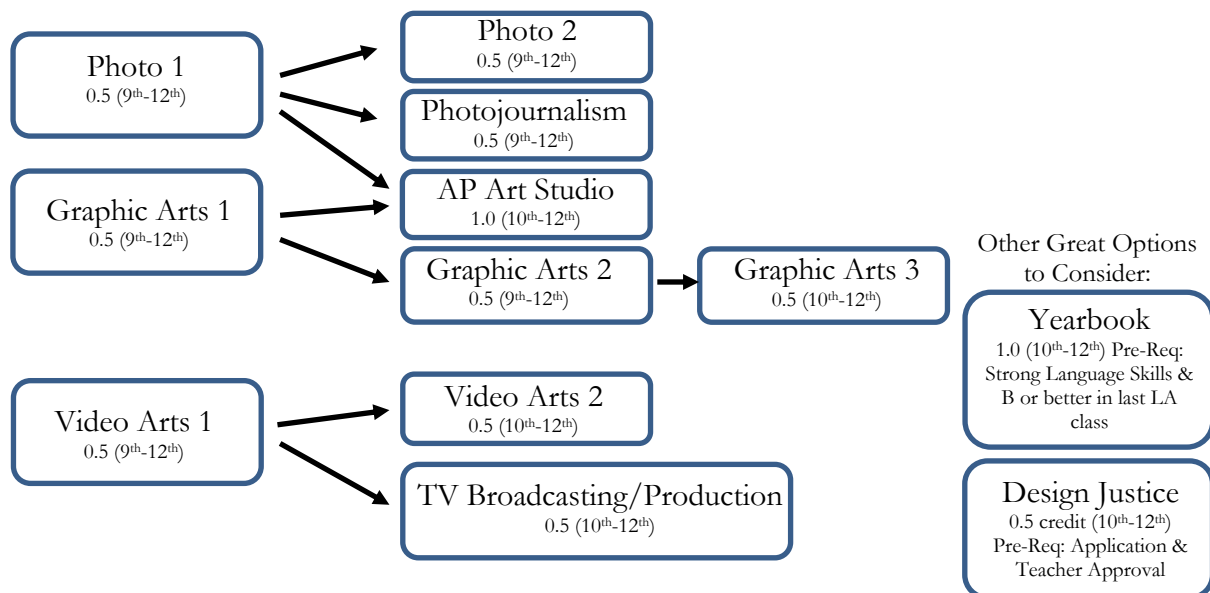 Photo 1
0.5 (9th-12th)
Photo 2
0.5 (9th-12th)
Photojournalism
0.5 (9th-12th)
Graphic Arts 1
0.5 (9th-12th)
AP Art Studio
1.0 (10th-12th)
Graphic Arts 2
0.5 (9th-12th)
Graphic Arts 3
0.5 (10th-12th)
Video Arts 1
0.5 (9th-12th)
Video Arts 2
0.5 (10th-12th)
TV Broadcasting/Production
0.5 (10th-12th)
Other Great Options
to Consider:
Yearbook
1.0 (10th-12th) Pre-Req:
Strong Language Skills &
B or better in last LA
class
Design Justice
0.5 credit (10th-12th)
Pre-Req: Application &
Teacher Approval